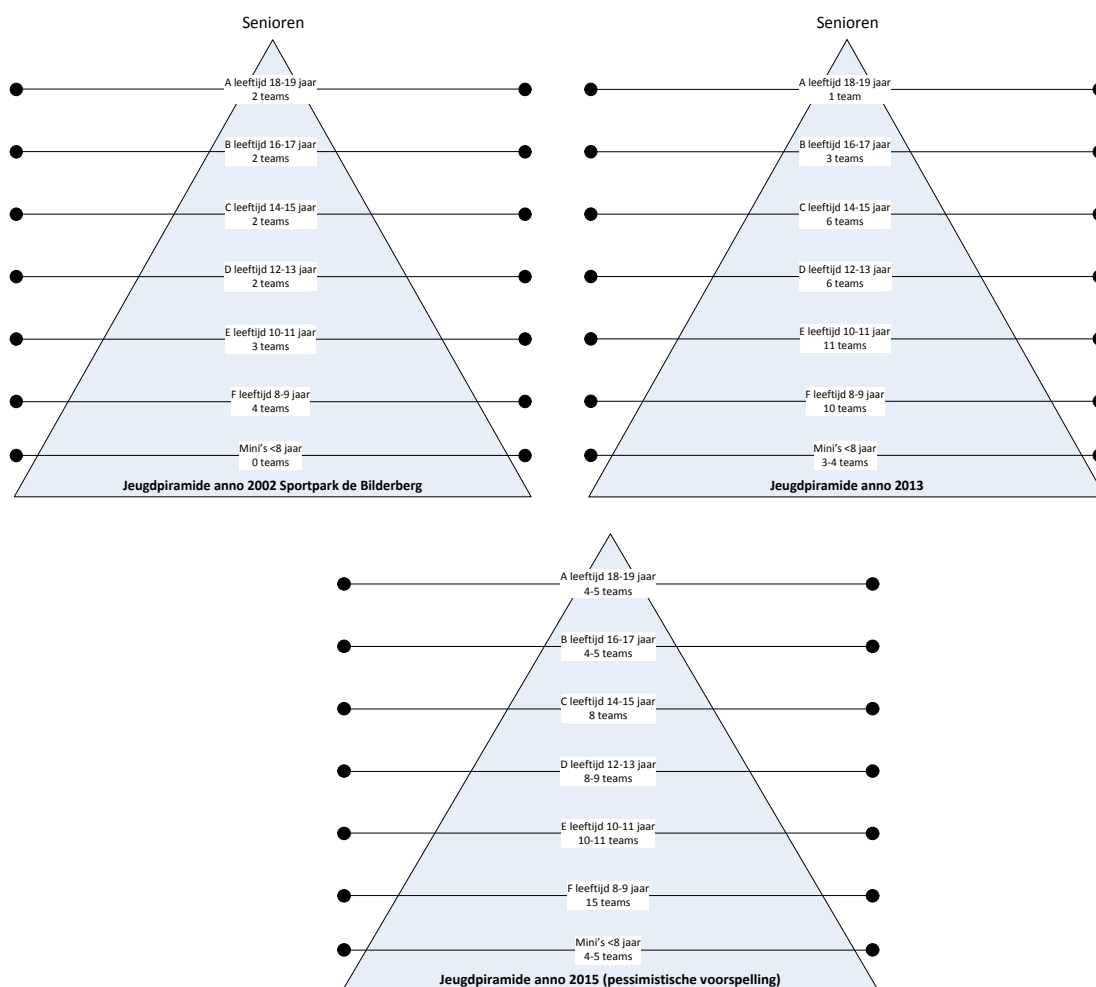 Senioren
A leeftijd 18-19 jaar
2 teams
B leeftijd 16-17 jaar
2 teams
C leeftijd 14-15 jaar
2 teams
D leeftijd 12-13 jaar
2 teams
E leeftijd 10-11 jaar
3 teams
F leeftijd 8-9 jaar
4 teams
Mini's <8 jaar
0 teams
Jeugdpiramide anno 2002 Sportpark de Bilderberg
Senioren
A leeftijd 18-19 jaar
1 team
B leeftijd 16-17 jaar
3 teams
C leeftijd 14-15 jaar
6 teams
D leeftijd 12-13 jaar
6 teams
E leeftijd 10-11 jaar
11 teams
F leeftijd 8-9 jaar
10 teams
Mini's <8 jaar
3-4 teams
Jeugdpiramide anno 2013
A leeftijd 18-19 jaar
4-5 teams
B leeftijd 16-17 jaar
4-5 teams
C leeftijd 14-15 jaar
8 teams
D leeftijd 12-13 jaar
8-9 teams
E leeftijd 10-11 jaar
10-11 teams
F leeftijd 8-9 jaar
15 teams
Mini's <8 jaar
4-5 teams
Jeugdpiramide anno 2015 (pessimistische voorspelling)